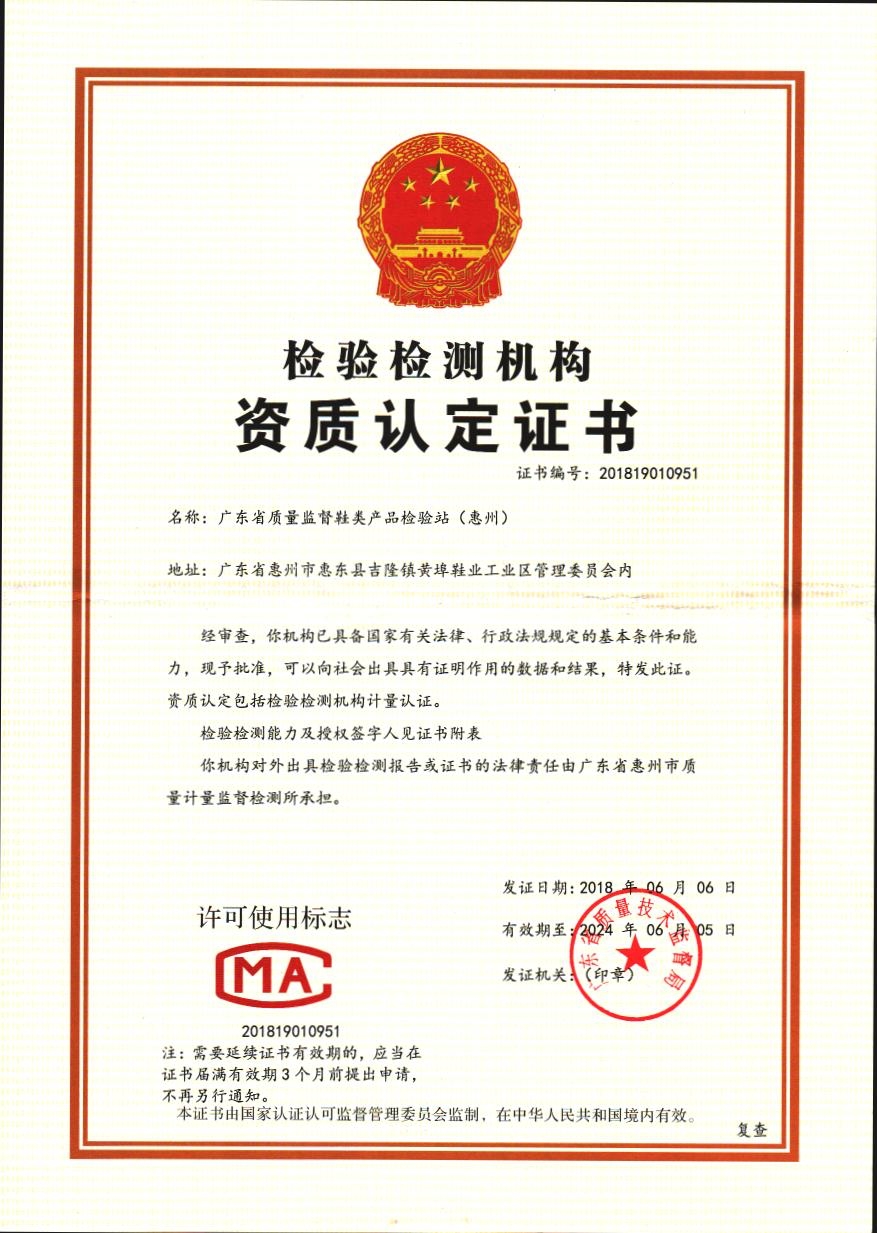 检验检测机构
资质认定证书
证书编号：201819010951
名称：广东省质量监督鞋类产品检验站（惠州）
地址：广东省惠州市惠东县吉隆镇黄埠鞋业工业区管理委员会内
经审查，你机构已具备国家有关法律、行政法规规定的基本条件和能
力，现予批准，可以向社会出具具有证明作用的数据和结果，特发此证。
资质认定包括检验检测机构计量认证。
检验检测能力及授权签字人见证书附表
你机构对外出具检验检测报告或证书的法律责任由广东省惠州市质
量计量监督检测所承担。
发证日期：2018 年 06 月 06 日
有效期至：2024 年 06 月 05 日
发证机关：（印章）
广东省质量技术监督局
许可使用标志
MA
201819010951
注：需要延续证书有效期的，应当在
证书届满有效期3个月前提出申请，
不再另行通知。
本证书由国家认证认可监督管理委员会监制，在中华人民共和国境内有效。
复查